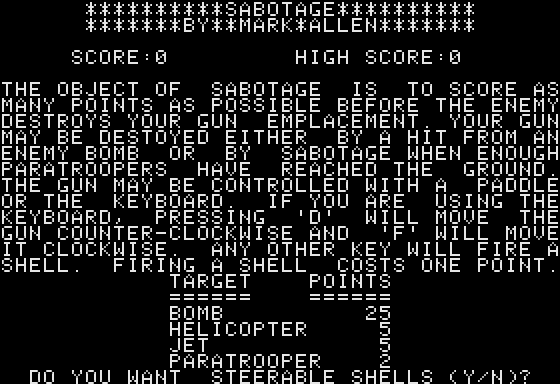 **********SABOTAGE**********
*******BY**MARK*ALLEN*******
SCORE:0 HIGH SCORE:0
THE OBJECT OF SABOTAGE IS TO SCORE AS
MANY POINTS AS POSSIBLE BEFORE THE ENEMY
DESTROYS YOUR GUN EMPLACEMENT YOUR GUN
MAY BE DESTOYED EITHER BY A HIT FROM AN
ENEMY BOMB OR BY SABOTAGE WHEN ENOUGH
PARATROOPERS HAVE REACHED THE GROUND.
THE GUN MAY BE CONTROLLED WITH A PADDLE
OR THE KEYBOARD. IF YOU ARE USING THE
KEYBOARD, PRESSING 'D' WILL MOVE THE
GUN COUNTER-CLOCKWISE AND 'F' WILL MOVE
IT CLOCKWISE. ANY OTHER KEY WILL FIRE A
SHELL. FIRING A SHELL COSTS ONE POINT.
TARGET POINTS
====== ======
BOMB 25
HELICOPTER 5
JET 5
PARATROOPER 2
DO YOU WANT STEERABLE SHELLS (Y/N)?